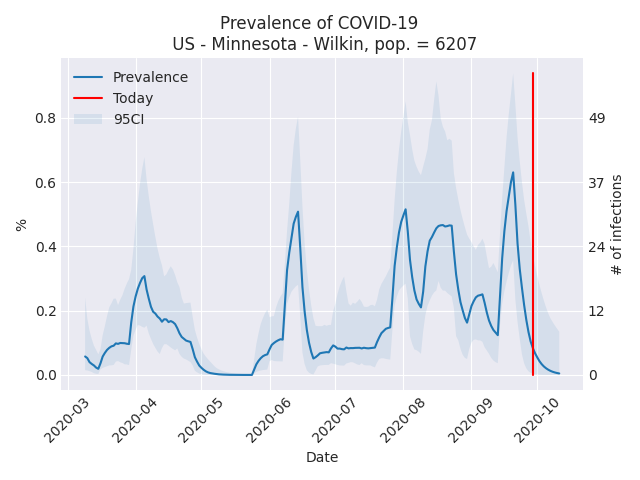 Prevalence of COVID-19
US - Minnesota - Wilkin, pop. = 6207
Prevalence
Today
95CI
%
0.8
0.6
0.4
0.2
0.0
49
37
24
12
0
# of infections
2020-03
2020-04
2020-05
2020-06
2020-07
2020-08
2020-09
2020-10
Date